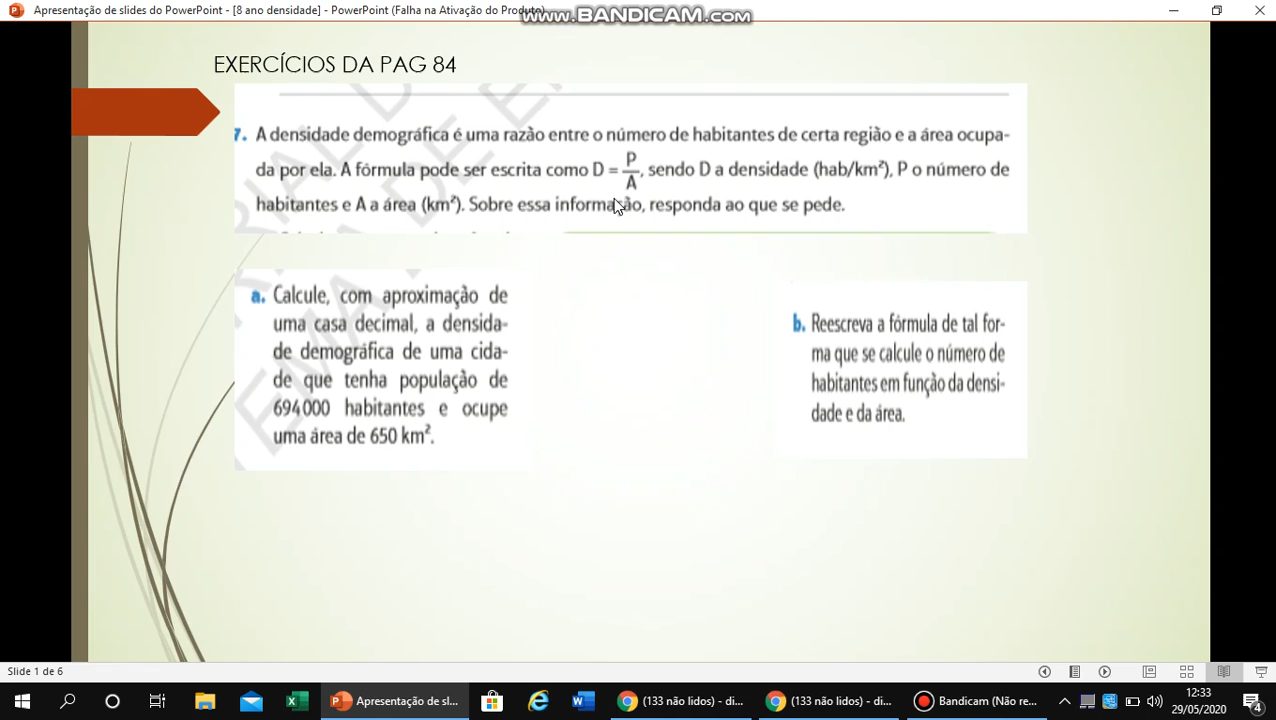 Apresentação de slides do PowerPoint - [8 ano densidade] - PowerPoint (Falha na Ativação do Produto)
www.BANDICAM.com
EXERCÍCIOS DA PAG 84
7. A densidade demográfica é uma razão entre o número de habitantes de certa região e a área ocupa-
da por ela. A fórmula pode ser escrita como D = P/A, sendo D a densidade (hab/km²), P o número de
habitantes e A a área (km²). Sobre essa informação, responda ao que se pede.
a. Calcule, com aproximação de
uma casa decimal, a densida-
de demográfica de uma cida-
de que tenha população de
694000 habitantes e ocupe
uma área de 650 km².
b. Reescreva a fórmula de tal for-
ma que se calcule o número de
habitantes em função da densi-
dade e da área.
Slide 1 de 6
Apresentação de sl...
(133 não lidos) - di...
(133 não lidos) - di...
Bandicam (Não re...
12:33
29/05/2020
4